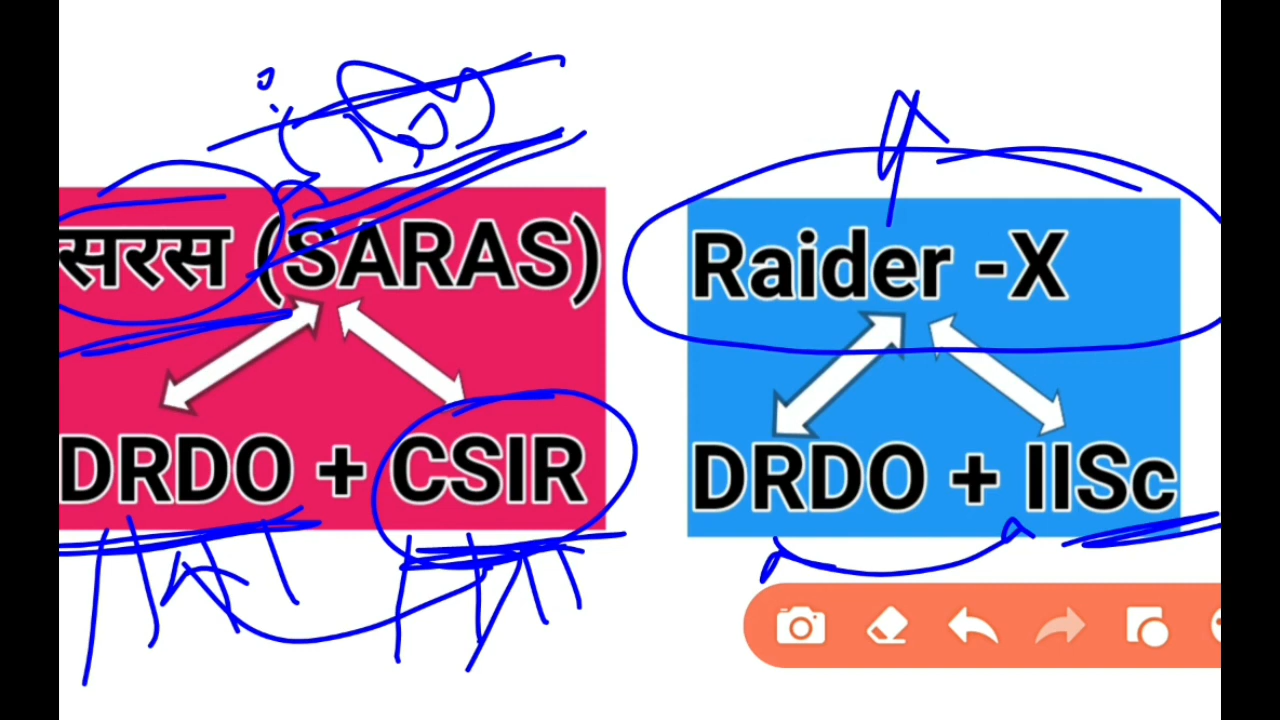 सरस (SARAS)
DRDO + CSIR
Raider -X
DRDO + IISc